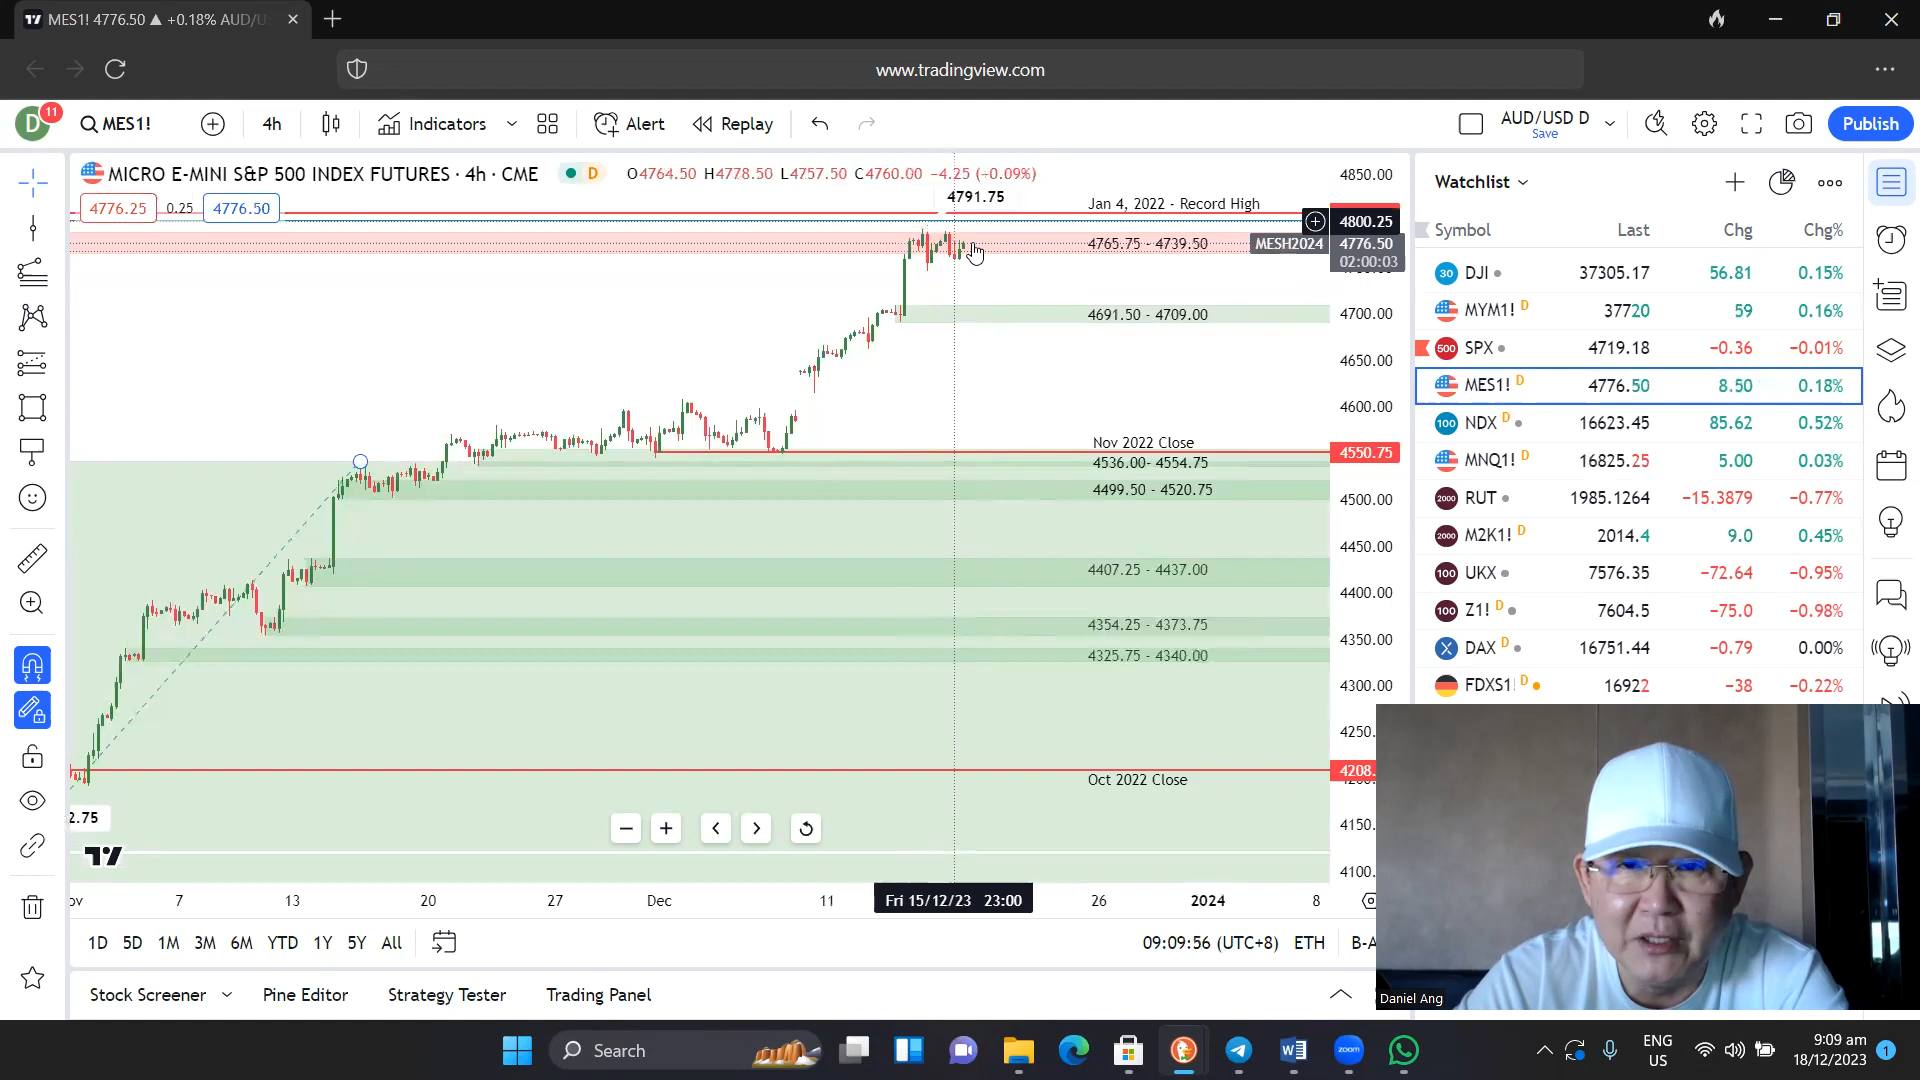 MES1! 4776.50 ▲ +0.18% AUD/U
www.tradingview.com
D 11
MES1!
4h
Indicators
Alert
Replay
AUD/USD D
Save
Publish
MICRO E-MINI S&P 500 INDEX FUTURES · 4h · CME
D
O4764.50 H4778.50 L4757.50 C4760.00 −4.25 (−0.09%)
4776.25 0.25 4776.50
4791.75
Jan 4, 2022 - Record High
4765.75 - 4739.50
MESH2024
4691.50 - 4709.00
Nov 2022 Close
4536.00- 4554.75
4499.50 - 4520.75
4407.25 - 4437.00
4354.25 - 4373.75
4325.75 - 4340.00
Oct 2022 Close
2.75
4850.00
4800.25
4776.50
02:00:03
4700.00
4650.00
4600.00
4550.75
4500.00
4450.00
4400.00
4350.00
4300.00
4250.
4208.
4150.
4100.
ov 7 13 20 27 Dec 11 Fri 15/12/23 23:00 26 2024 8
1D 5D 1M 3M 6M YTD 1Y 5Y All
09:09:56 (UTC+8) ETH B-A
Stock Screener Pine Editor Strategy Tester Trading Panel
Watchlist
Symbol Last Chg Chg%
30 DJI 37305.17 56.81 0.15%
MYM1! D 37720 59 0.16%
500 SPX 4719.18 −0.36 −0.01%
MES1! D 4776.50 8.50 0.18%
100 NDX D 16623.45 85.62 0.52%
MNQ1! D 16825.25 5.00 0.03%
2000 RUT 1985.1264 −15.3879 −0.77%
2000 M2K1! D 2014.4 9.0 0.45%
100 UKX 7576.35 −72.64 −0.95%
100 Z1! D 7604.5 −75.0 −0.98%
X DAX D 16751.44 −0.79 0.00%
FDXS1! D 16922 −38 −0.22%
Daniel Ang
Search
zoom
ENG
US
9:09 am
18/12/2023
1